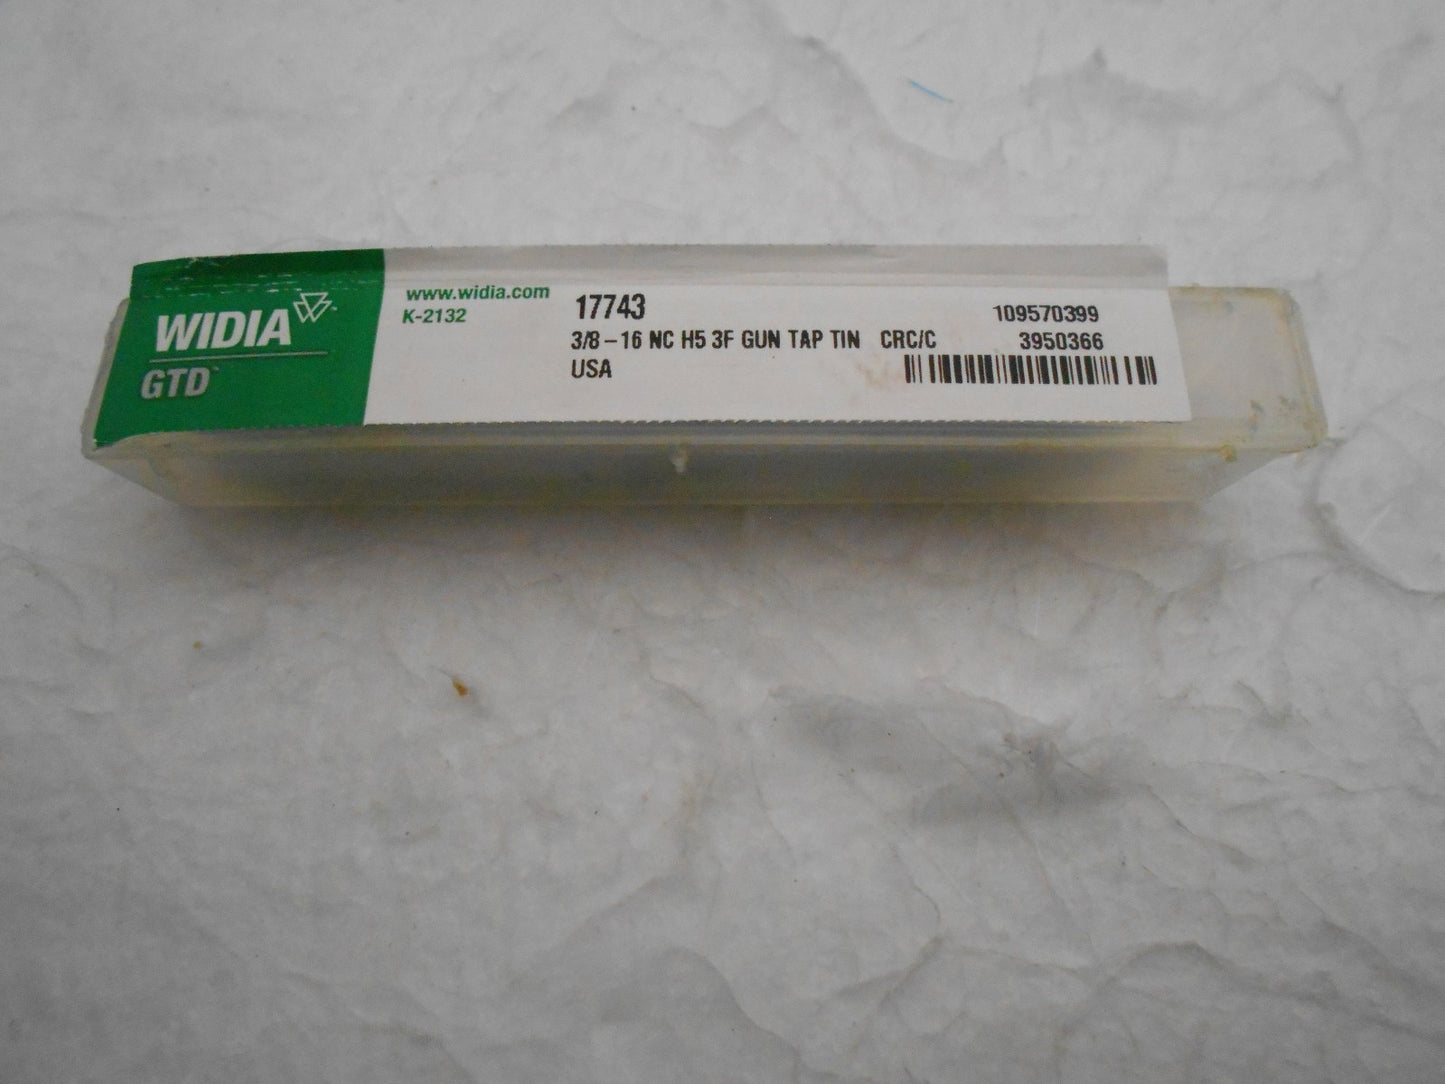 WIDIA
GTD
www.widia.com
K-2132
17743
3/8-16 NC H5 3F GUN TAP TIN CRC/C
USA
109570399
3950366